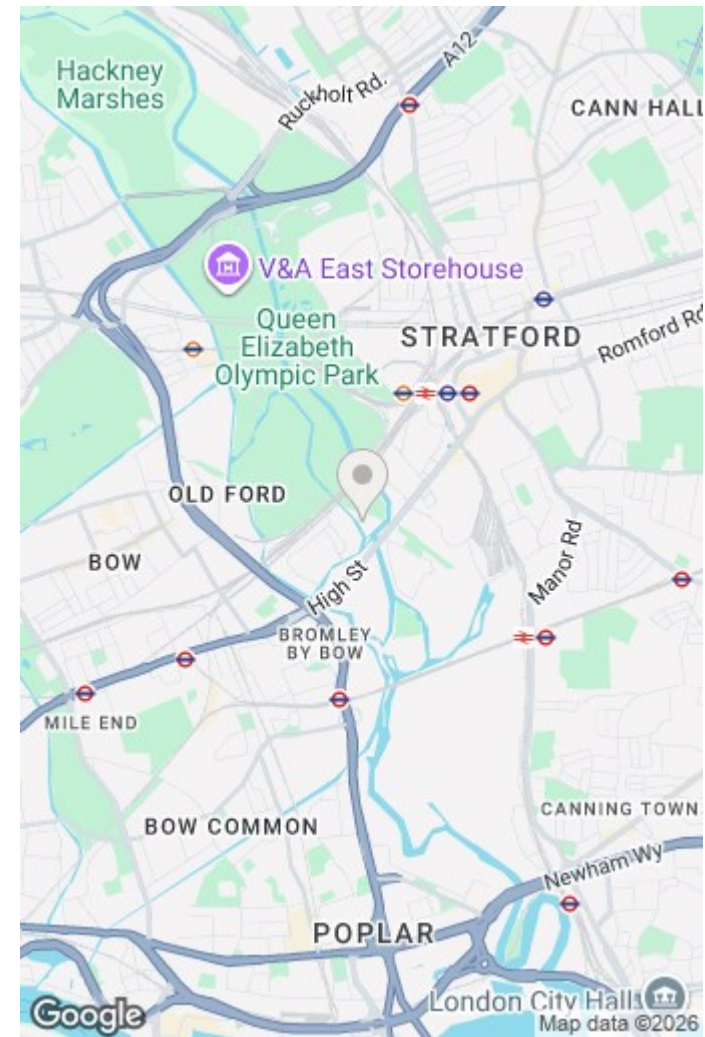 A12
Hackney
Marshes
Ruckholt Rd.
CANN HALL
V&A East Storehouse
Queen
Elizabeth
Olympic Park
STRATFORD
Romford Rd
OLD FORD
BOW
High St
Manor Rd
BROMLEY
BY BOW
MILE END
CANNING TOWN
BOW COMMON
Newham Wy
POPLAR
London City Hall
Google
Map data ©2026